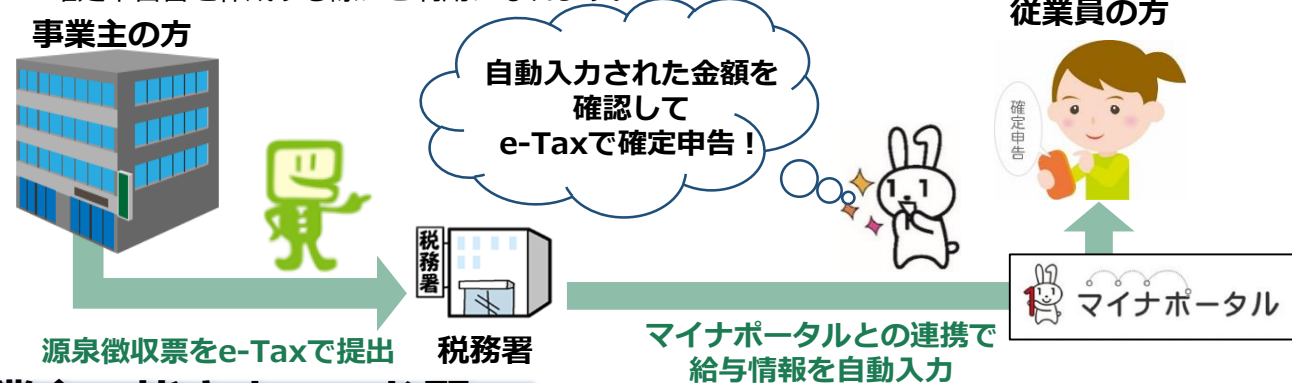 事業主の方
従業員の方
自動入力された金額を
確認して
e-Taxで確定申告！
確定申告
税務署
マイナポータル
源泉徴収票をe-Taxで提出
税務署
マイナポータルとの連携で
給与情報を自動入力